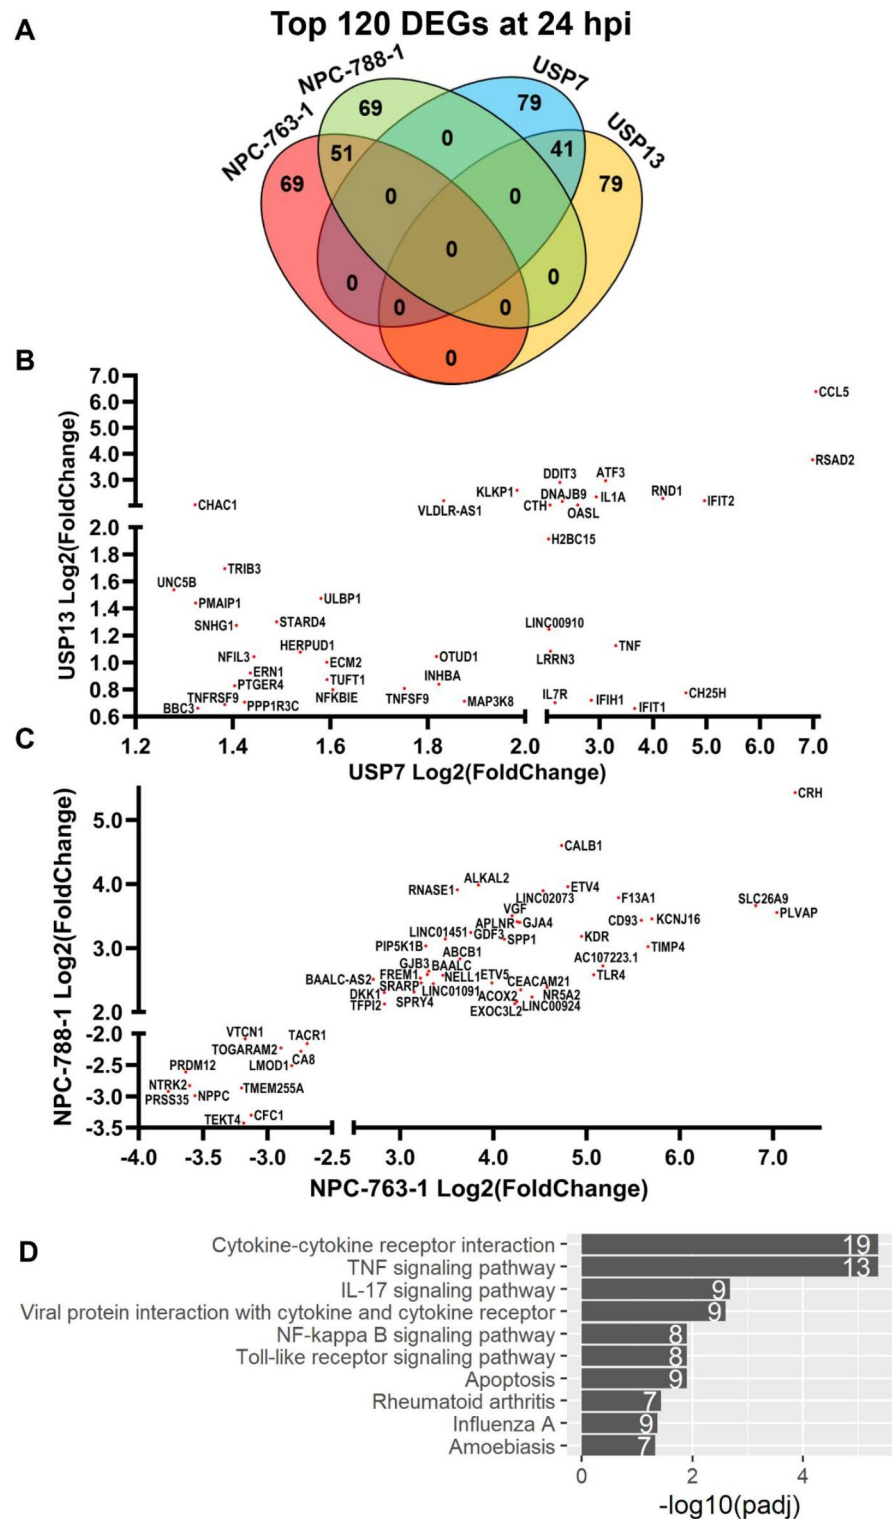 A
Top 120 DEGs at 24 hpi
NPC-763-1
NPC-788-1
USP7
USP13
69
69
79
79
51
0
41
0
0
0
0
0
0
0
0
B
USP13 Log2(FoldChange)
7.0
6.0
5.0
4.0
3.0
2.0
1.8
1.6
1.4
1.2
1.0
0.8
0.6
CCL5
RSAD2
DDIT3
ATF3
KLKP1
DNAJB9
IL1A
RND1
IFIT2
CHAC1
VLDLR-AS1
CTH
OASL
H2BC15
TRIB3
UNC5B
PMAIP1
ULBP1
SNHG1
STARD4
LINC00910
HERPUD1
TNF
NFIL3
ECM2
OTUD1
LRRN3
ERN1
TUFT1
INHBA
PTGER4
NFKBIE
TNFSF9
IL7R
CH25H
TNFRSF9
PPP1R3C
MAP3K8
IFIH1
BBC3
IFIT1
1.2
1.4
1.6
1.8
2.0
3.0
4.0
5.0
6.0
7.0
USP7 Log2(FoldChange)
C
NPC-788-1 Log2(FoldChange)
5.0
4.0
3.0
2.0
-2.0
-2.5
-3.0
-3.5
CRH
CALB1
ALKAL2
RNASE1
ETV4
LINC02073
F13A1
SLC26A9
VGF
PLVAP
APLNR
GJA4
CD93
KCNJ16
LINC01451
GDF3
SPP1
KDR
PIP5K1B
TIMP4
ABCB1
AC107223.1
GJB3
BAALC
TLR4
BAALC-AS2
FREM1
NELL1
ETV5
SRARP
CEACAM21
DKK1
LINC01091
ACOX2
NR5A2
TFPI2
SPRY4
EXOC3L2
LINC00924
VTCN1
TACR1
TOGARAM2
CA8
PRDM12
LMOD1
NTRK2
TMEM255A
PRSS35
NPPC
TEKT4
CFC1
-4.0
-3.5
-3.0
-2.5
3.0
4.0
5.0
6.0
7.0
NPC-763-1 Log2(FoldChange)
D
Cytokine-cytokine receptor interaction 19
TNF signaling pathway 13
IL-17 signaling pathway 9
Viral protein interaction with cytokine and cytokine receptor 9
NF-kappa B signaling pathway 8
Toll-like receptor signaling pathway 8
Apoptosis 9
Rheumatoid arthritis 7
Influenza A 9
Amoebiasis 7
0 2 4
-log10(padj)